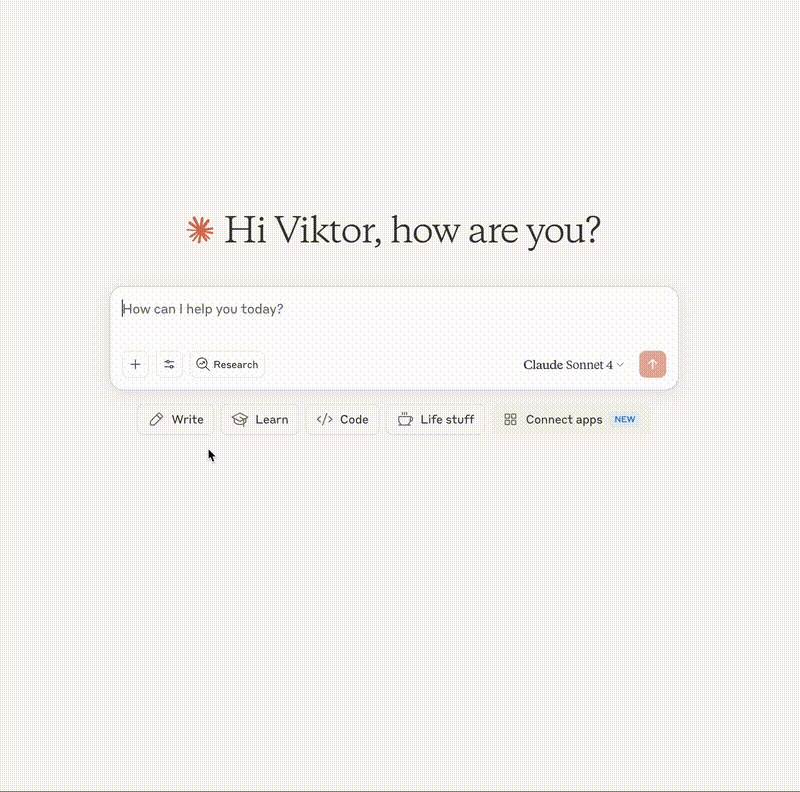 Hi Viktor, how are you?
How can I help you today?
Research
Claude Sonnet 4
Write
Learn
Code
Life stuff
Connect apps NEW